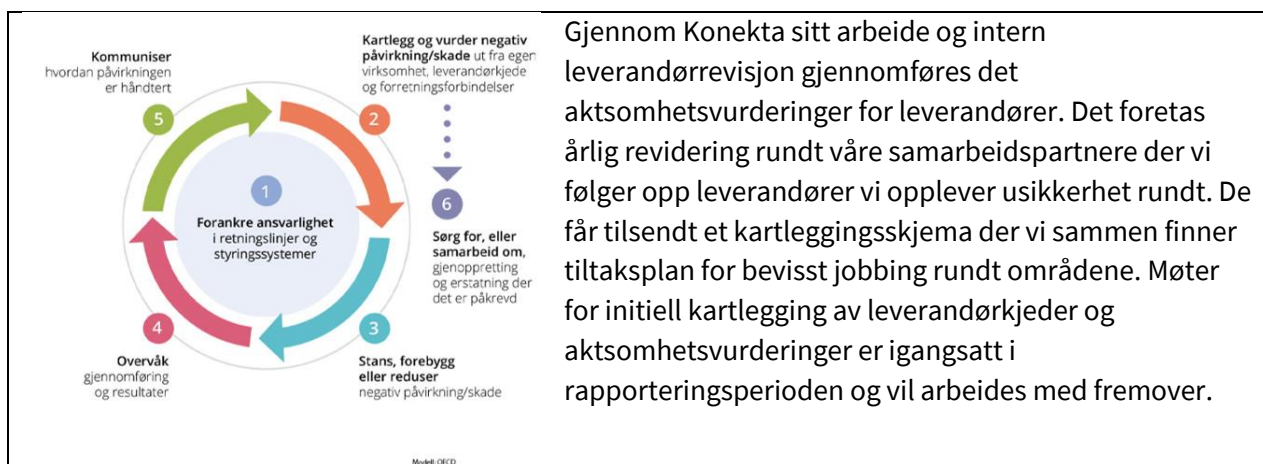 Kommuniser
hvordan påvirkningen
er håndtert
5
Kartlegg og vurder negativ
påvirkning/skade ut fra egen
virksomhet, leverandørkjede
og forretningsforbindelser
2
1
Forankre ansvarlighet
i retningslinjer og
styringssystemer
6
Sørg for, eller
samarbeid om,
gjenoppretting
og erstatning der
det er påkrevd
4
Overvåk
gjennomføring
og resultater
3
Stans, forebygg
eller reduser
negativ påvirkning/skade
Modell: OECD
Gjennom Konekta sitt arbeide og intern
leverandørrevisjon gjennomføres det
aktsomhetsvurderinger for leverandører. Det foretas
årlig revidering rundt våre samarbeidspartnere der vi
følger opp leverandører vi opplever usikkerhet rundt. De
får tilsendt et kartleggingsskjema der vi sammen finner
tiltaksplan for bevisst jobbing rundt områdene. Møter
for initiell kartlegging av leverandørkjeder og
aktsomhetsvurderinger er igangsatt i
rapporteringsperioden og vil arbeides med fremover.